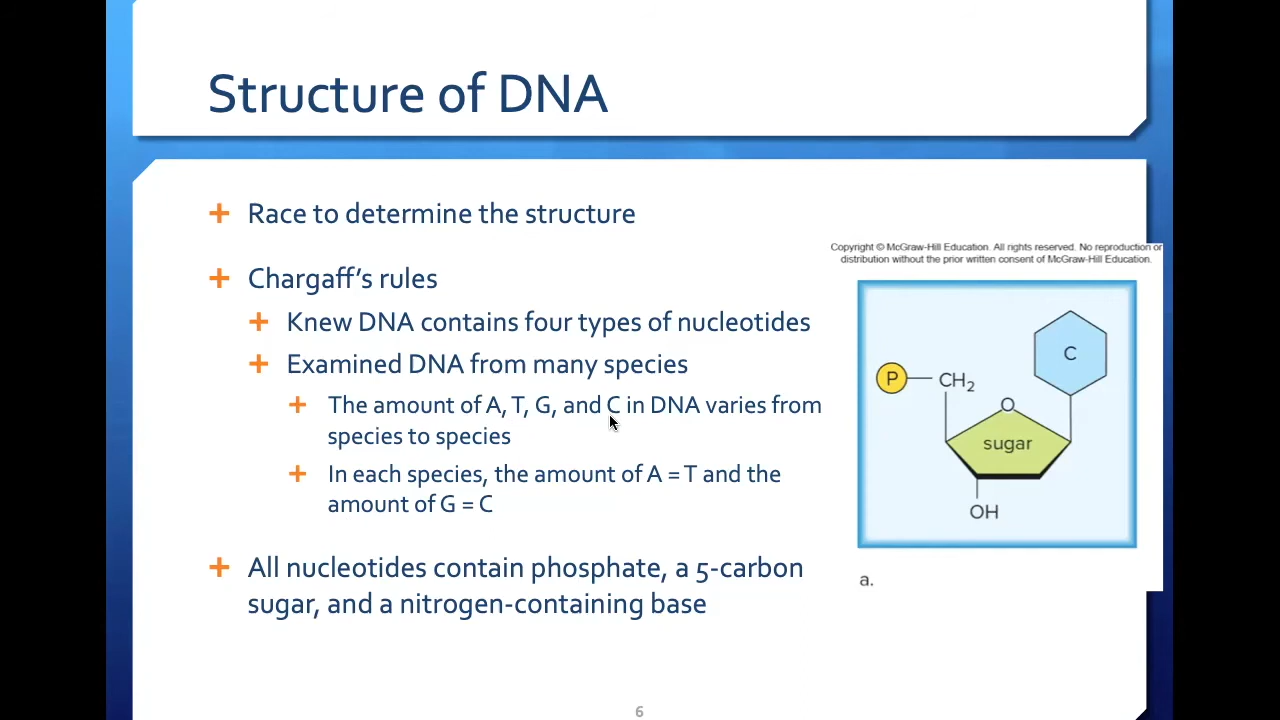 Structure of DNA
Race to determine the structure
Chargaff's rules
Knew DNA contains four types of nucleotides
Examined DNA from many species
The amount of A, T, G, and C in DNA varies from
species to species
In each species, the amount of A = T and the
amount of G = C
All nucleotides contain phosphate, a 5-carbon
sugar, and a nitrogen-containing base
Copyright © McGraw-Hill Education. All rights reserved. No reproduction or
distribution without the prior written consent of McGraw-Hill Education.
C
P
CH₂
O
sugar
OH
a.
6